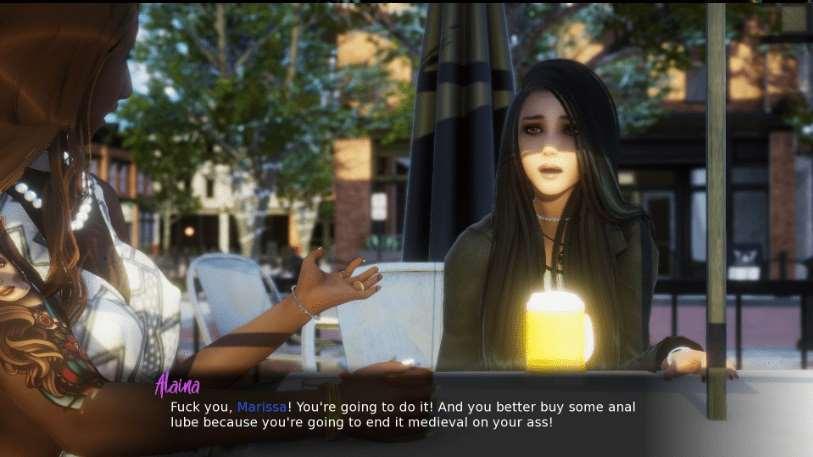 Alaina
Fuck you, Marissa! You're going to do it! And you better buy some anal
lube because you're going to end it medieval on your ass!